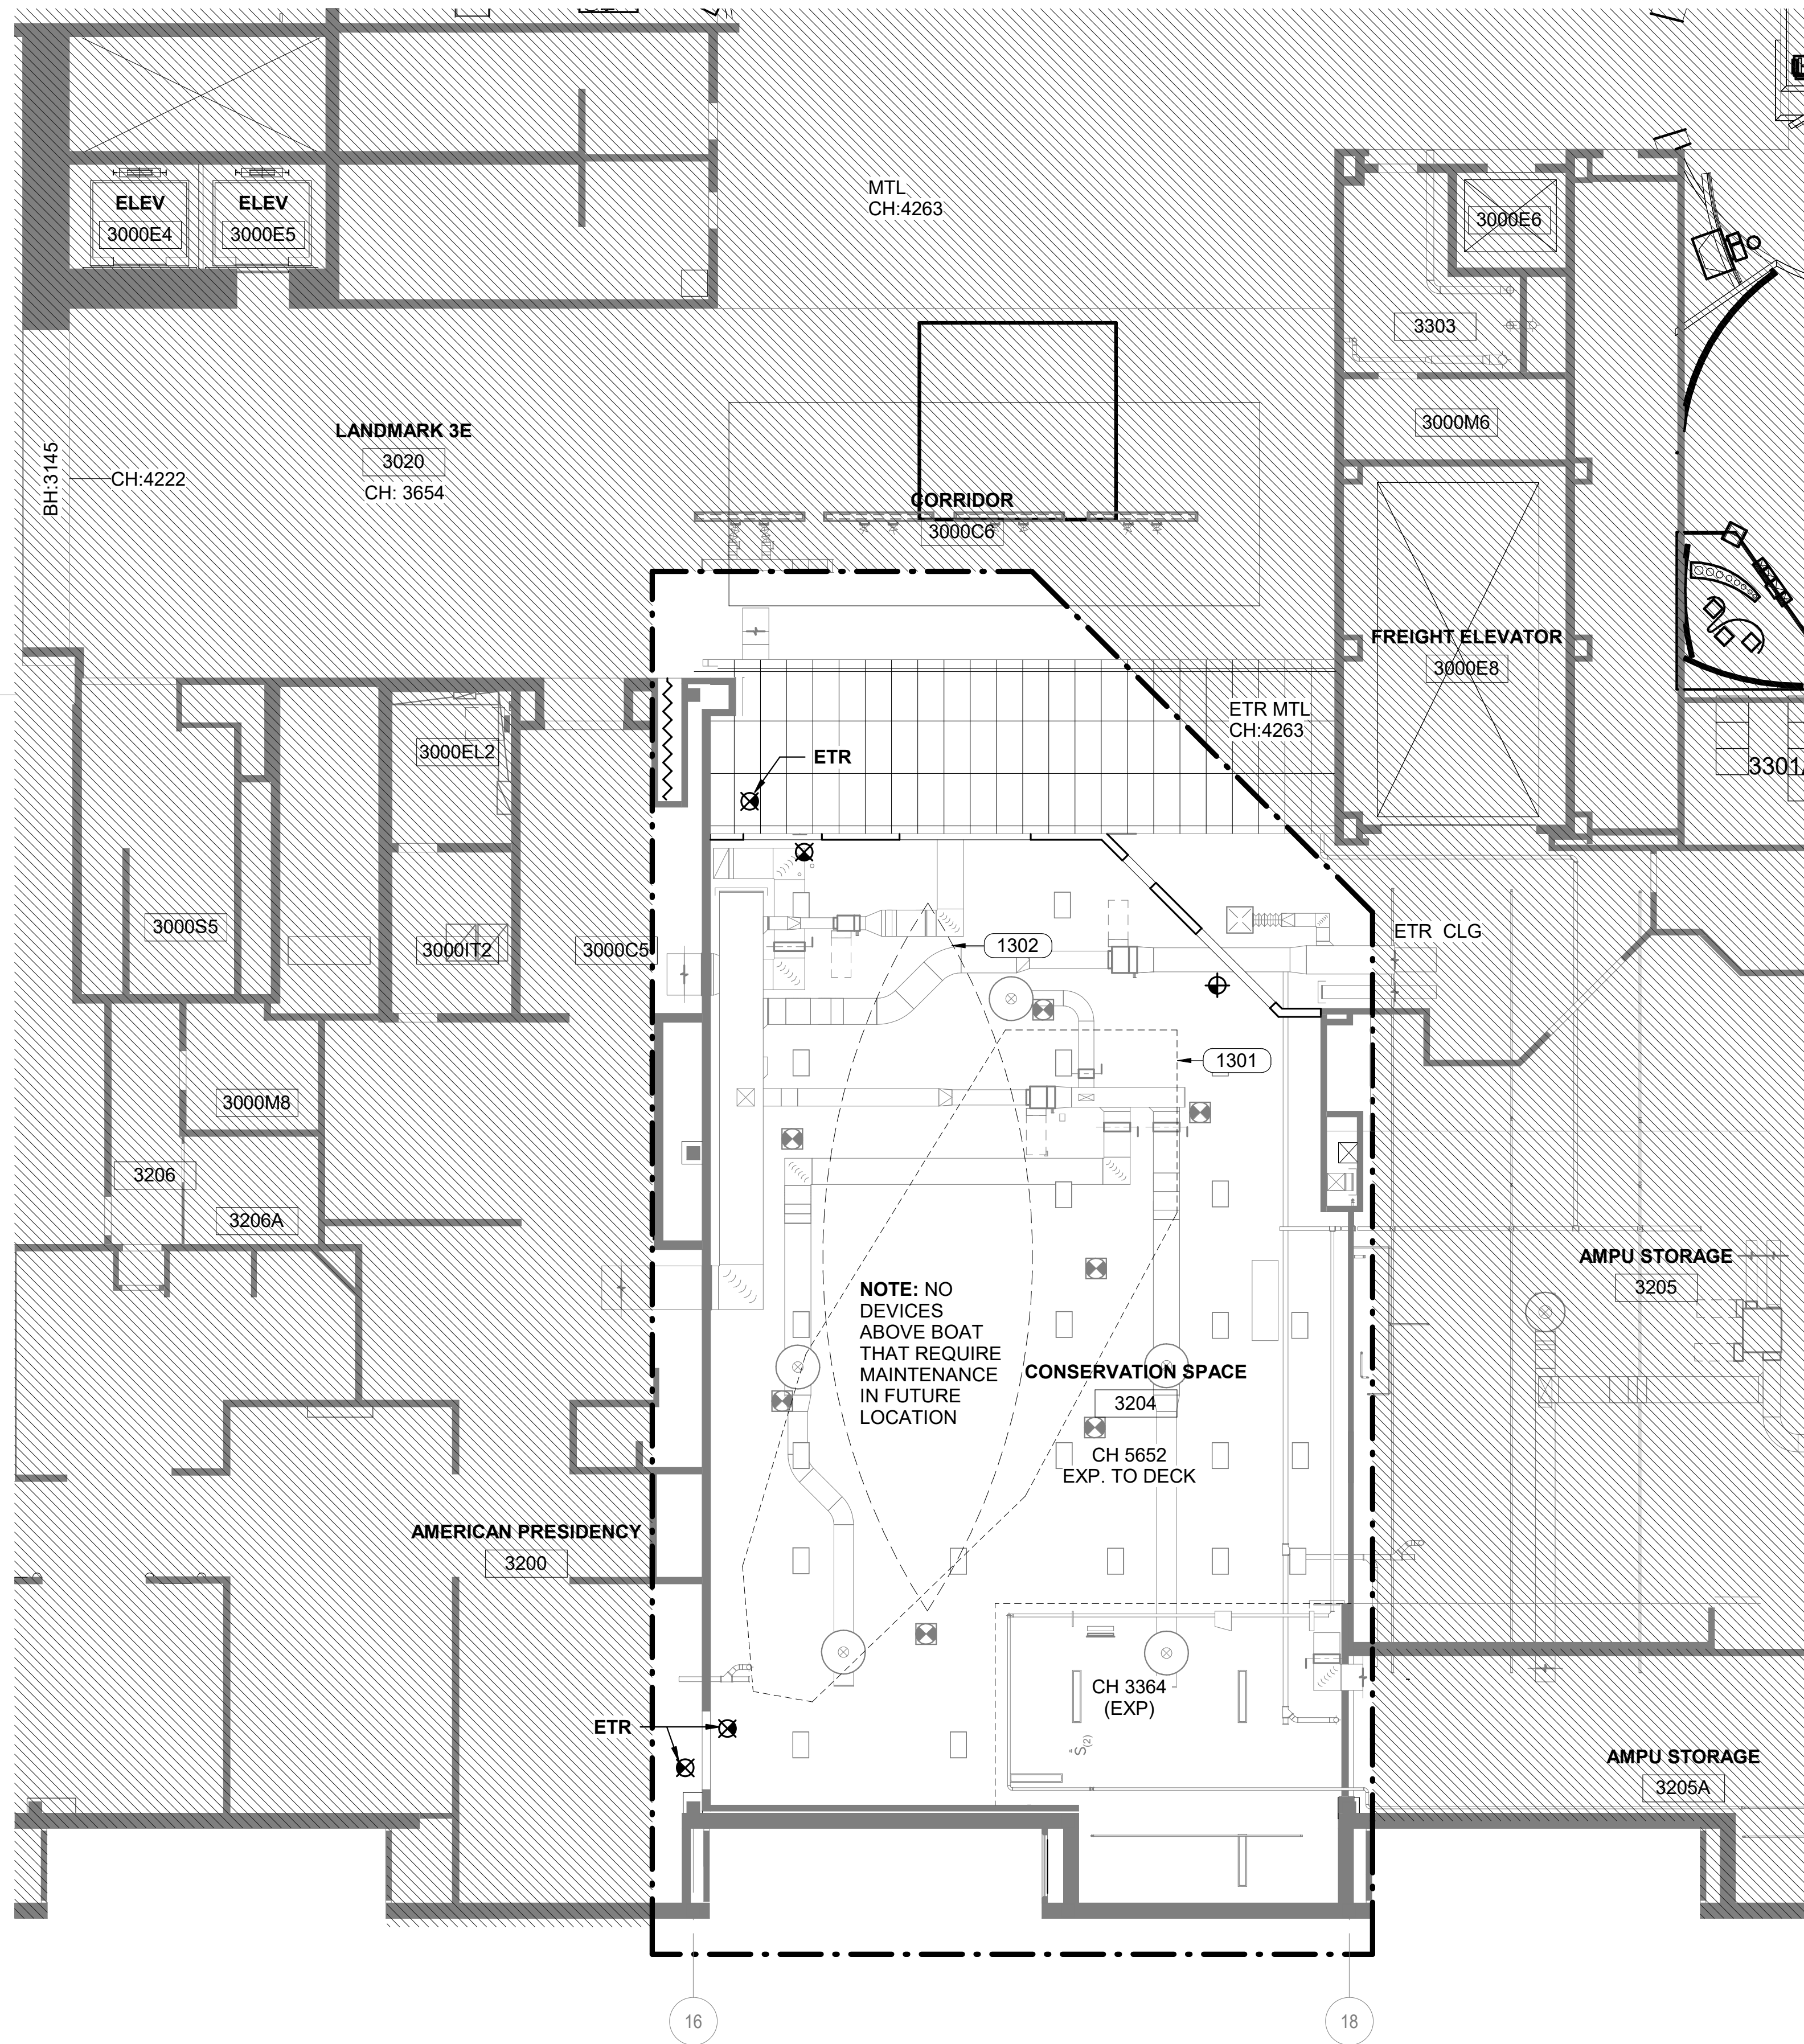 ELEV
3000E4
ELEV
3000E5
MTL
CH:4263
3000E6
3303
3000M6
LANDMARK 3E
3020
CH: 3654
BH:3145
CH:4222
CORRIDOR
3000C6
FREIGHT ELEVATOR
3000E8
ETR MTL
CH:4263
3000EL2
ETR
3301
3000S5
3000IT2
3000C5
1302
ETR CLG
1301
3000M8
3206
3206A
AMPU STORAGE
3205
NOTE: NO
DEVICES
ABOVE BOAT
THAT REQUIRE
MAINTENANCE
IN FUTURE
LOCATION
CONSERVATION SPACE
3204
CH 5652
EXP. TO DECK
AMERICAN PRESIDENCY
3200
CH 3364
(EXP)
ETR
S(2)
AMPU STORAGE
3205A
16
18